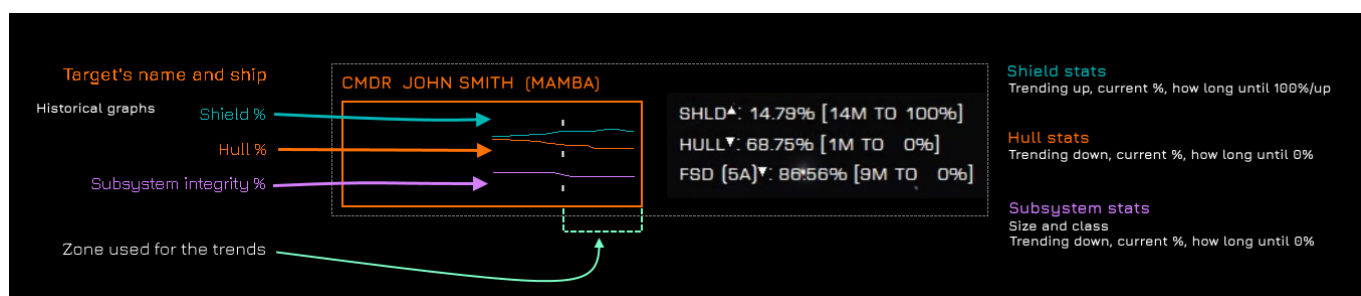 Target's name and ship
Historical graphs
Shield %
Hull %
Subsystem integrity %
Zone used for the trends
CMDR JOHN SMITH (MAMBA)
SHLD▲: 14.79% [14M TO 100%]
HULL▼: 68.75% [1M TO 0%]
FSD (5A)▼: 86.56% [9M TO 0%]
Shield stats
Trending up, current %, how long until 100%/up
Hull stats
Trending down, current %, how long until 0%
Subsystem stats
Size and class
Trending down, current %, how long until 0%